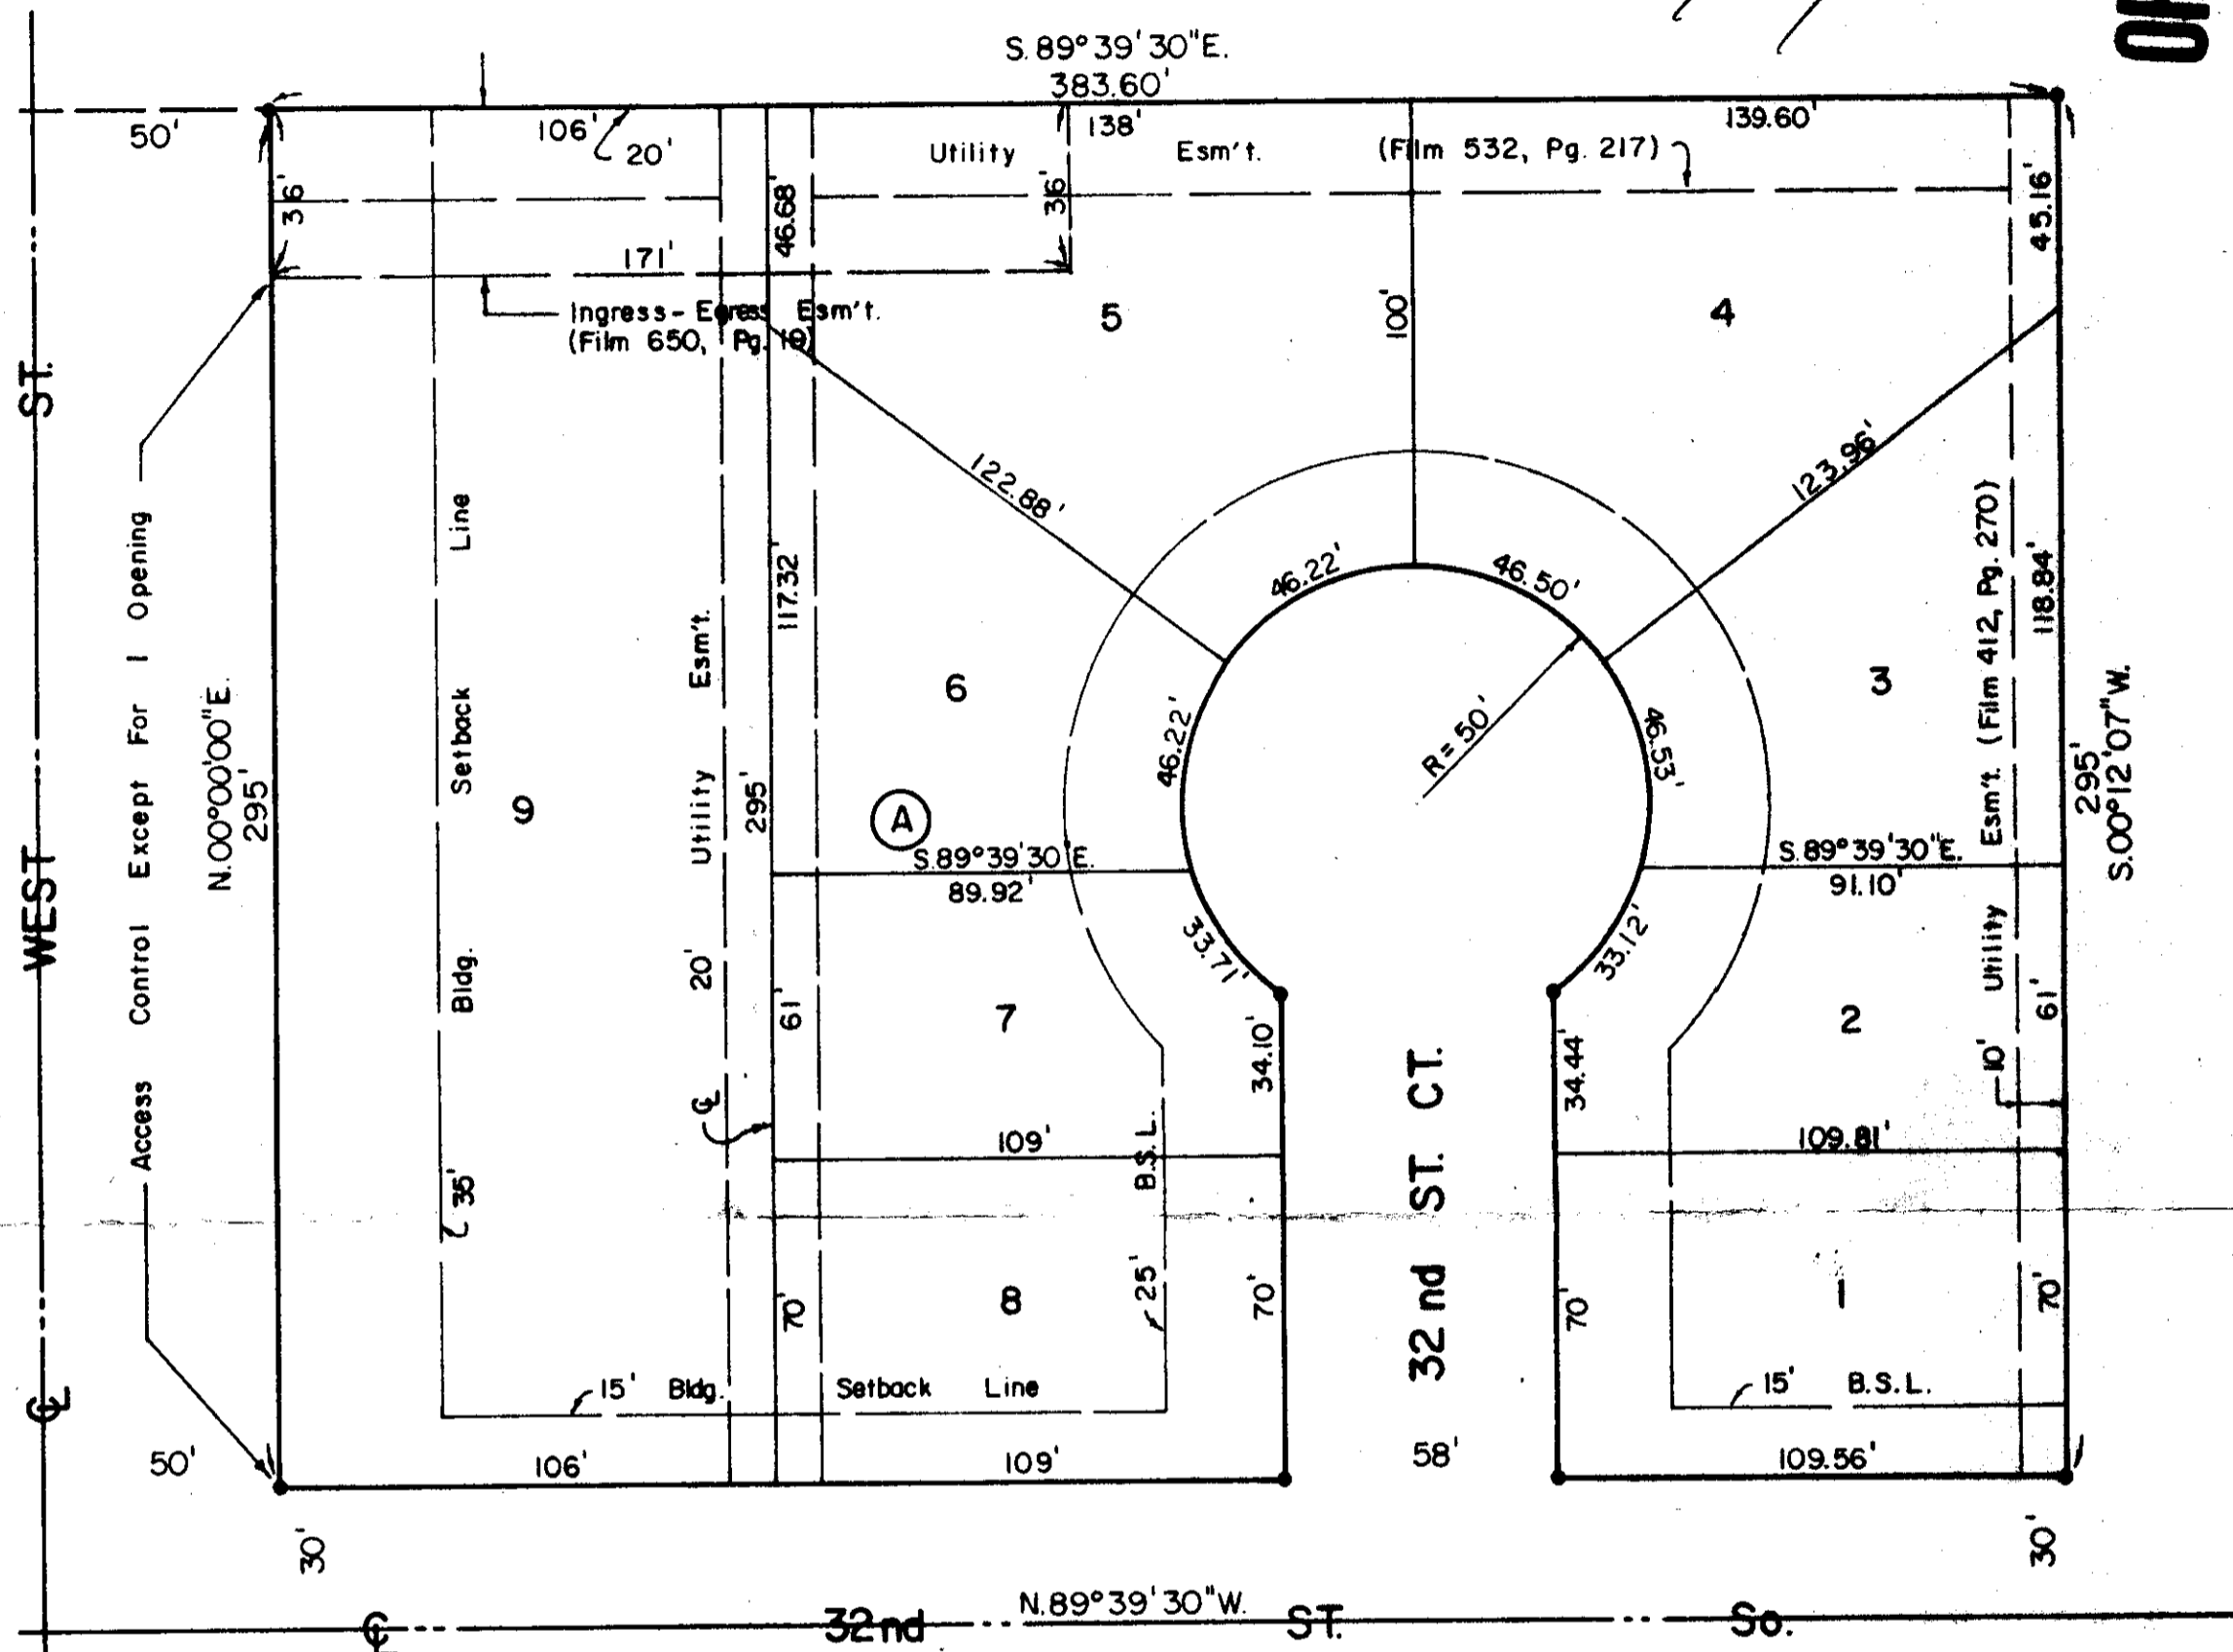 S. 89°39'30"E.
383.60'
50'
106'
20'
138'
139.60'
Utility Esm't. (Film 532, Pg. 217)
36'
46.68'
36'
45.16'
171'
Ingress - Egress Esm't.
(Film 650, Pg. 19)
5
4
100'
ST.
WEST
Access Control Except For 1 Opening
N.00°00'00"E.
295'
35' Bldg. Setback Line
9
20' Utility Esm't.
295'
117.32'
122.88'
123.96'
46.22'
46.50'
6
3
46.22'
46.53'
R=50'
10' Utility Esm't. (Film 412, Pg. 270)
118.84'
295'
S.00°12'07"W.
A
S.89°39'30 E.
89.92'
S.89°39'30"E.
91.10'
33.71'
33.12'
61'
7
2
61'
34.10'
34.44'
℄
109'
109.81'
B.S.L.
25'
32nd ST. CT.
70'
8
70'
70'
1
70'
15' Bldg. Setback Line
15' B.S.L.
℄
50'
106'
109'
58'
109.56'
30'
30'
N.89°39'30"W.
℄ 32nd ST. So.